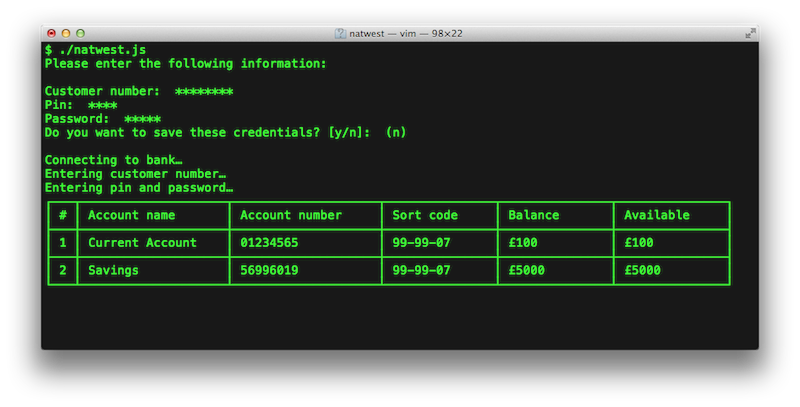 natwest — vim — 98×22
$ ./natwest.js
Please enter the following information:
Customer number:  ********
Pin:  ****
Password:  *****
Do you want to save these credentials? [y/n]:  (n)
Connecting to bank…
Entering customer number…
Entering pin and password…
# Account name Account number Sort code Balance Available
1 Current Account 01234565 99-99-07 £100 £100
2 Savings 56996019 99-99-07 £5000 £5000